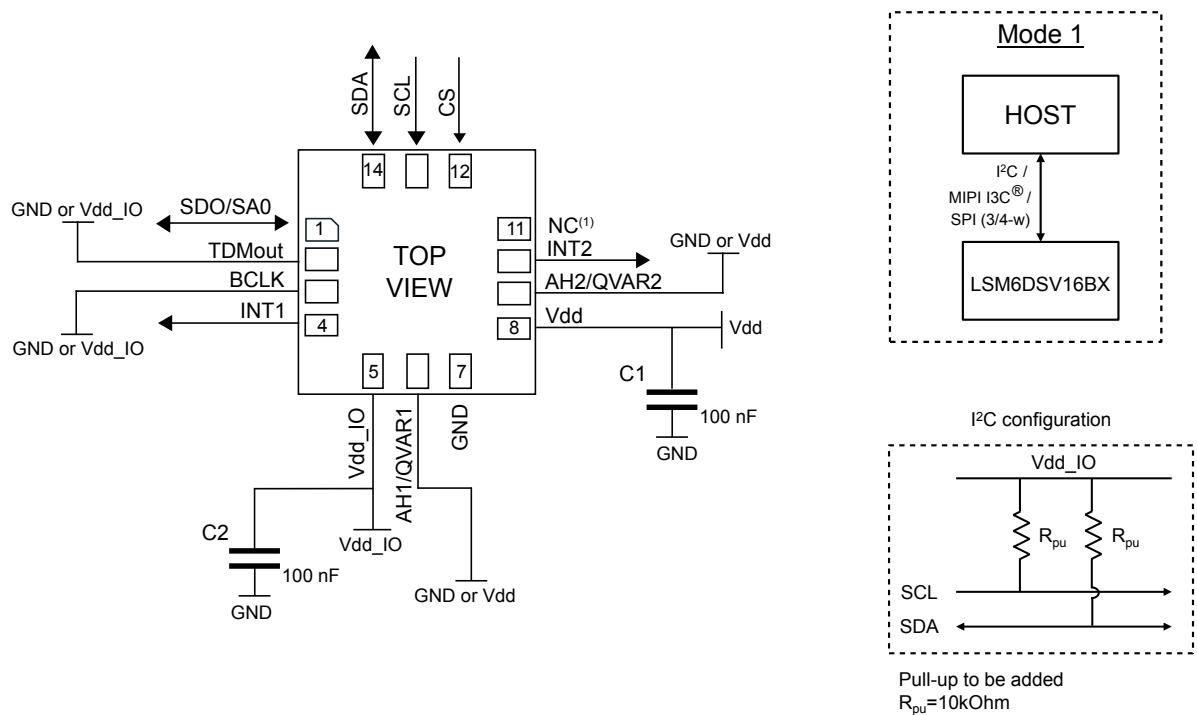 SDA
SCL
CS
14
12
GND or Vdd_IO
SDO/SA0
1
TDMout
BCLK
INT1
4
GND or Vdd_IO
TOP
VIEW
11
NC(1)
INT2
GND or Vdd
AH2/QVAR2
Vdd
8
Vdd
5
7
Vdd_IO
AH1/QVAR1
GND
C1
100 nF
GND
C2
100 nF
GND
Vdd_IO
GND or Vdd
Mode 1
HOST
I²C /
MIPI I3C® /
SPI (3/4-w)
LSM6DSV16BX
I²C configuration
Vdd_IO
Rpu
Rpu
SCL
SDA
Pull-up to be added
Rpu=10kOhm